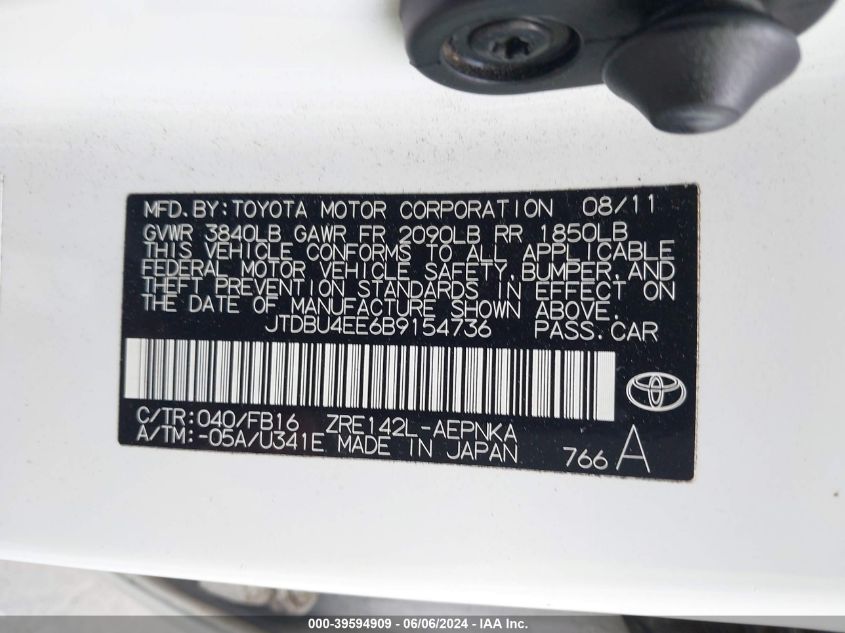 MFD. BY: TOYOTA MOTOR CORPORATION 08/11
GVWR 3840LB GAWR FR 2090LB RR 1850LB
THIS VEHICLE CONFORMS TO ALL APPLICABLE
FEDERAL MOTOR VEHICLE SAFETY, BUMPER, AND
THEFT PREVENTION STANDARDS IN EFFECT ON
THE DATE OF MANUFACTURE SHOWN ABOVE.
JTDBU4EE6B9154736 PASS. CAR
C/TR: 040/FB16 ZRE142L-AEPNKA
A/TM: -05A/U341E MADE IN JAPAN 766 A
000-39594909 - 06/06/2024 - IAA Inc.